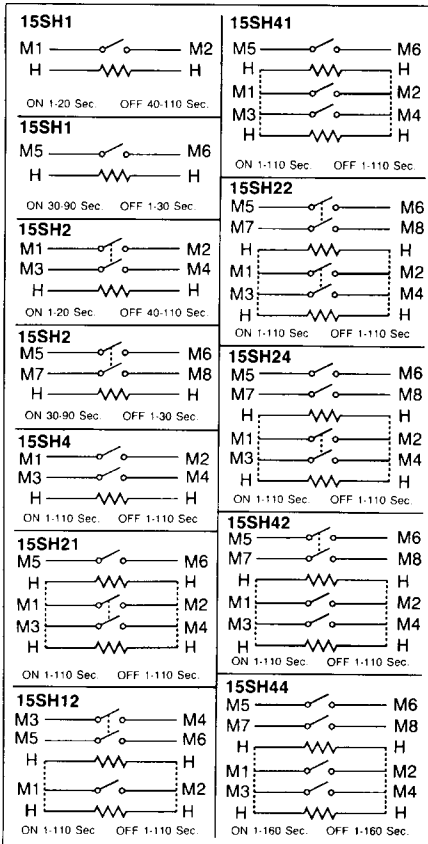 15SH1
M1 M2
H H
ON 1-20 Sec. OFF 40-110 Sec.
15SH1
M5 M6
H H
ON 30-90 Sec. OFF 1-30 Sec.
15SH2
M1 M2
M3 M4
H H
ON 1-20 Sec. OFF 40-110 Sec.
15SH2
M5 M6
M7 M8
H H
ON 30-90 Sec. OFF 1-30 Sec.
15SH4
M1 M2
M3 M4
H H
ON 1-110 Sec. OFF 1-110 Sec.
15SH21
M5 M6
H H
M1 M2
M3 M4
H H
ON 1-110 Sec. OFF 1-110 Sec.
15SH12
M3 M4
M5 M6
H H
M1 M2
H H
ON 1-110 Sec OFF 1-110 Sec.
15SH41
M5 M6
H H
M1 M2
M3 M4
H H
ON 1-110 Sec. OFF 1-110 Sec.
15SH22
M5 M6
M7 M8
H H
M1 M2
M3 M4
H H
ON 1-110 Sec OFF 1-110 Sec.
15SH24
M5 M6
M7 M8
H H
M1 M2
M3 M4
H H
ON 1-110 Sec. OFF 1-110 Sec.
15SH42
M5 M6
M7 M8
H H
M1 M2
M3 M4
H H
ON 1-110 Sec. OFF 1-110 Sec.
15SH44
M5 M6
M7 M8
H H
M1 M2
M3 M4
H H
ON 1-160 Sec. OFF 1-160 Sec.